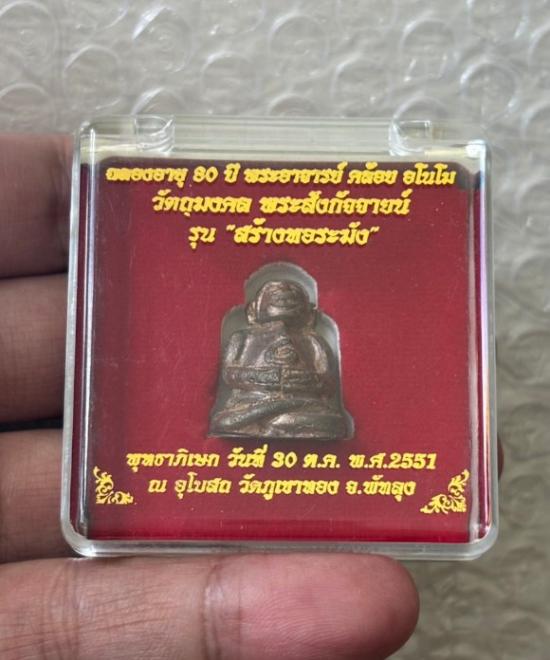 ฉลองอายุ 80 ปี พระอาจารย์ คล้อย อโนโม
วัตถุมงคล พระสังกัจจายน์
รุ่น "สร้างหอระฆัง"
พุทธาภิเษก วันที่ 30 ต.ค. พ.ศ.2551
ณ อุโบสถ วัดภูเขาทอง จ.พัทลุง